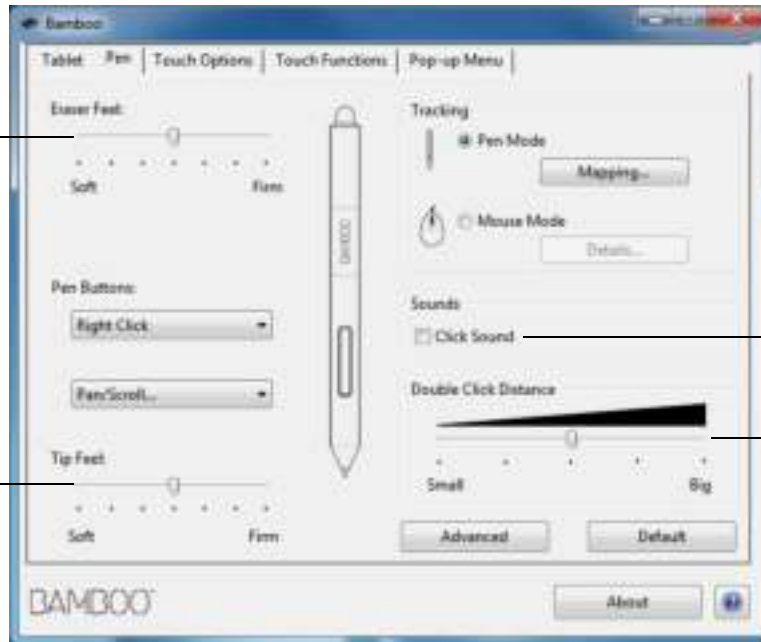 Bamboo
Tablet Pen Touch Options Touch Functions Pop-up Menu
Eraser Feel:
Soft Firm
Pen Buttons:
Right Click
Pan/Scroll...
Tip Feel:
Soft Firm
BAMBOO
Tracking
Pen Mode
Mapping...
Mouse Mode
Details...
Sounds
Click Sound
Double Click Distance
Small Big
Advanced Default
BAMBOO
About